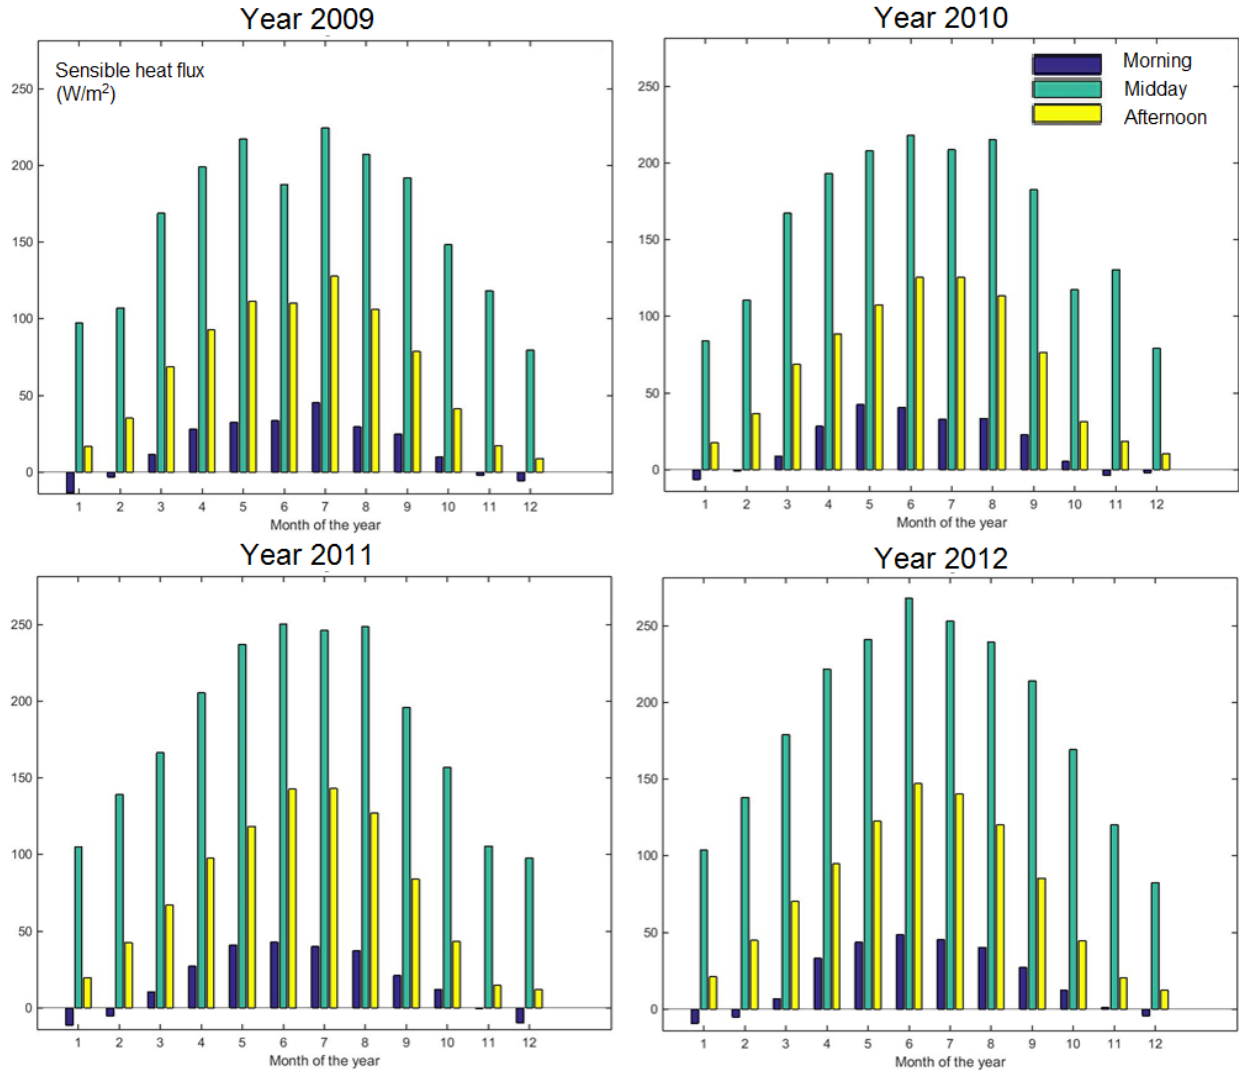 Year 2009
Sensible heat flux
(W/m²)
250
200
150
100
50
0
1 2 3 4 5 6 7 8 9 10 11 12
Month of the year
Year 2010
Morning
Midday
Afternoon
250
200
150
100
50
0
1 2 3 4 5 6 7 8 9 10 11 12
Month of the year
Year 2011
250
200
150
100
50
0
1 2 3 4 5 6 7 8 9 10 11 12
Month of the year
Year 2012
250
200
150
100
50
0
1 2 3 4 5 6 7 8 9 10 11 12
Month of the year